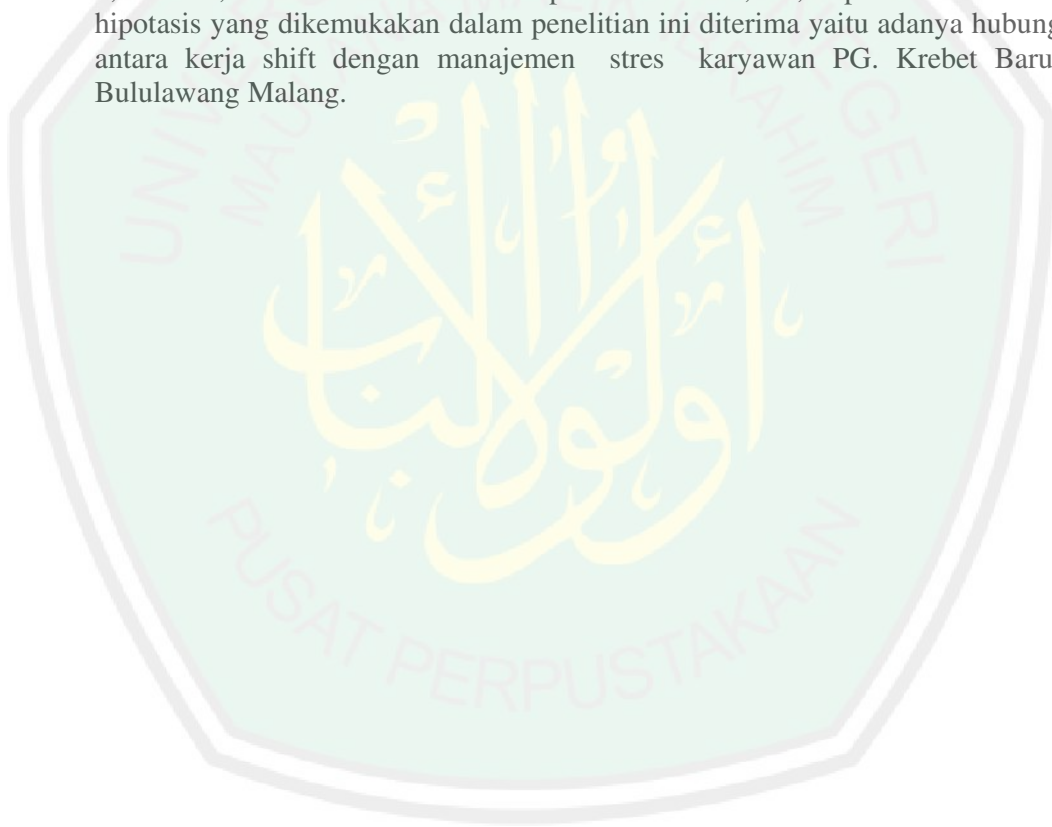 hipotasis yang dikemukakan dalam penelitian ini diterima yaitu adanya hubung
antara kerja shift dengan manajemen stres karyawan PG. Krebet Baru
Bululawang Malang.
PUSAT PERPUSTAKAAN